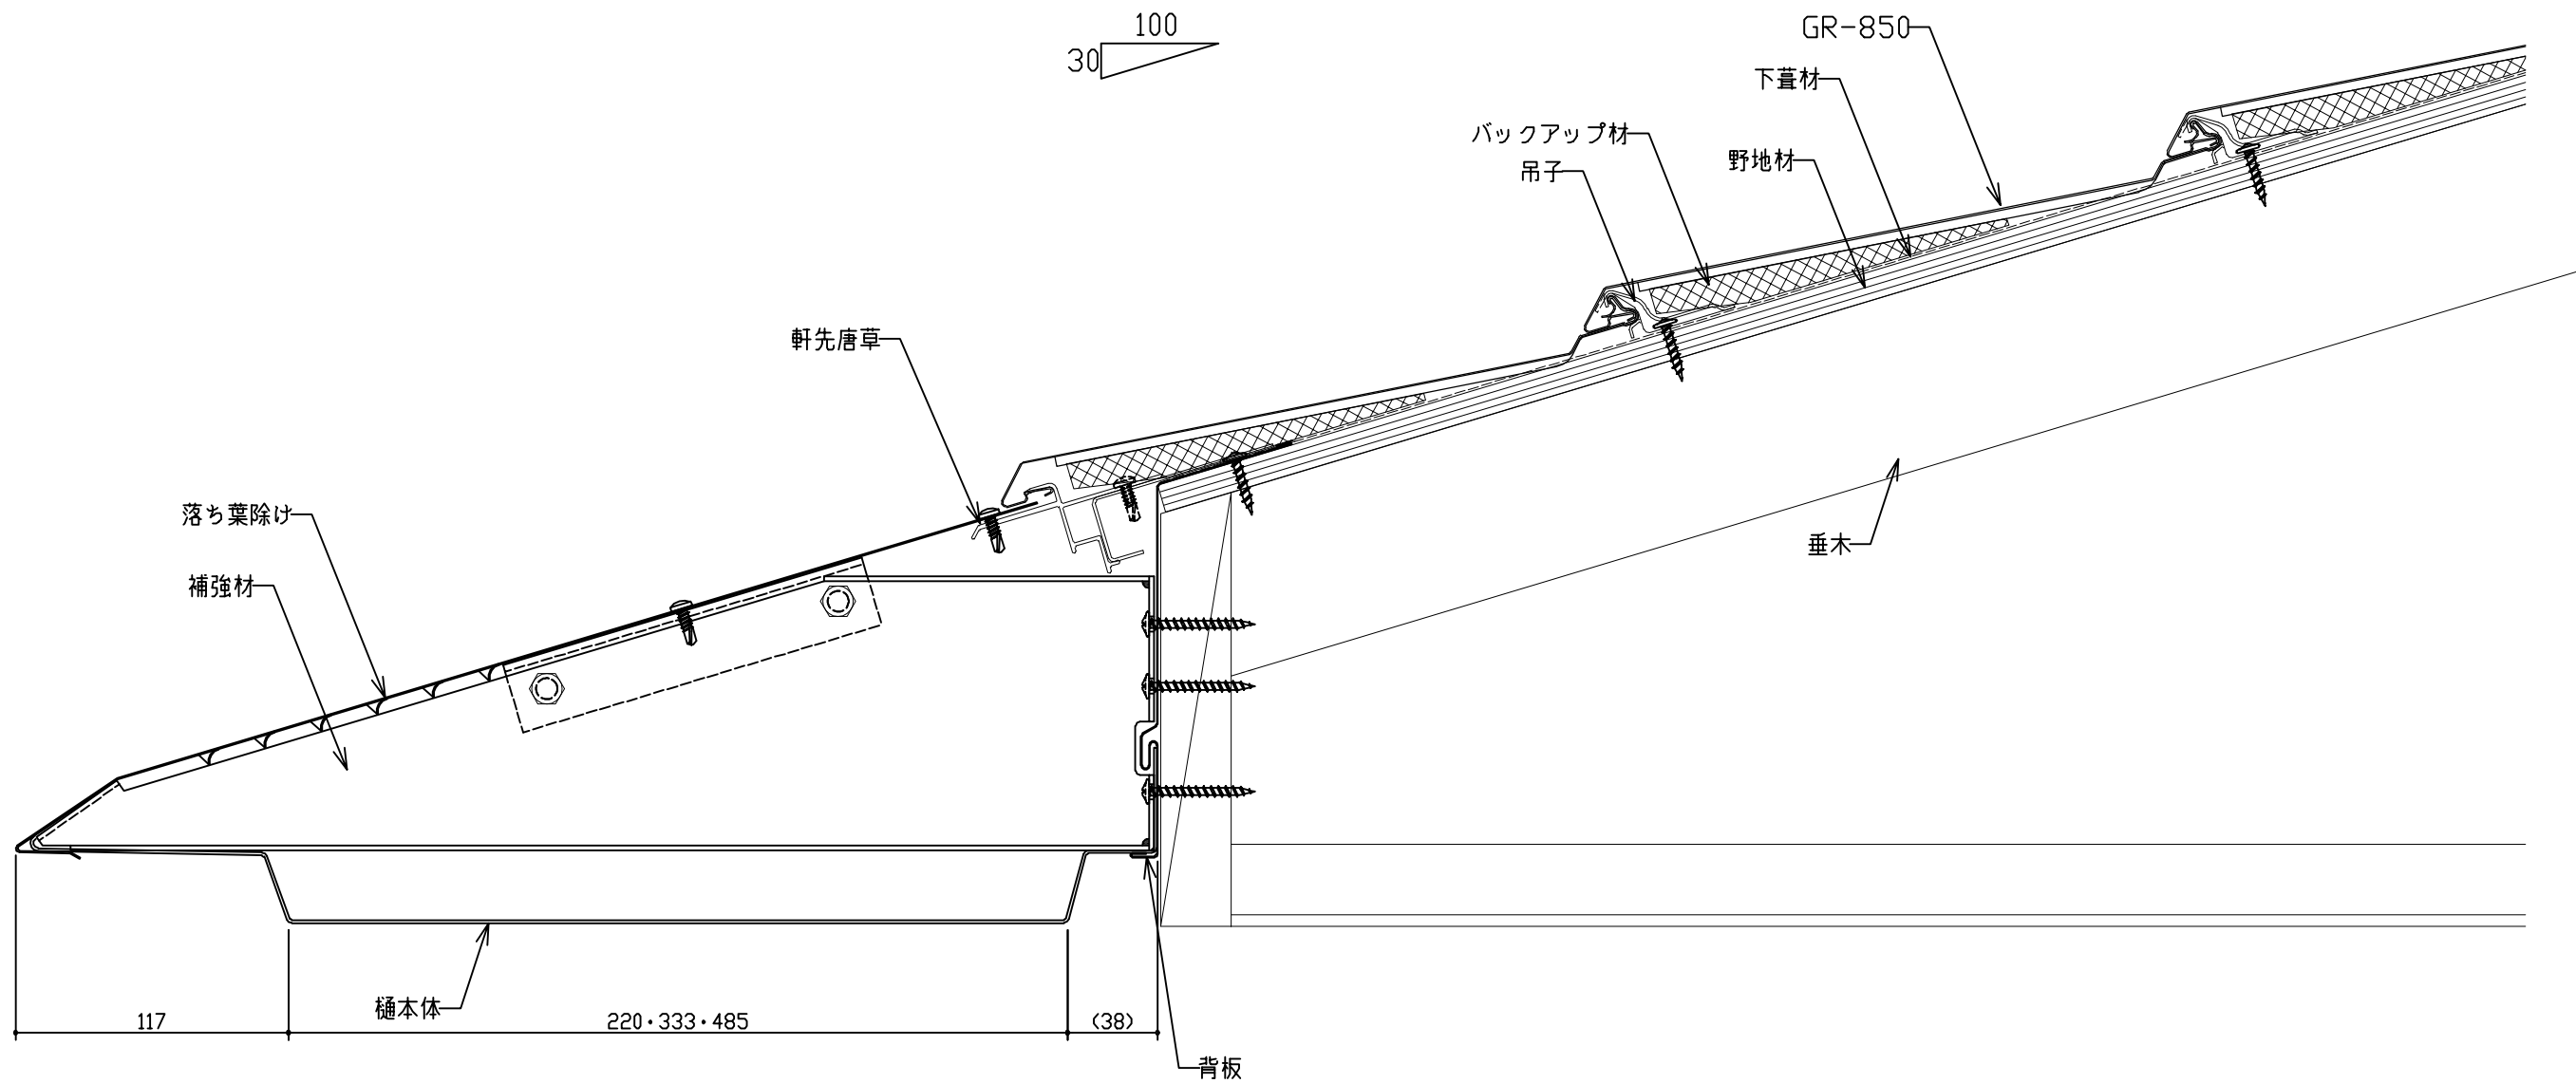 100
30
GR-850
下葺材
バックアップ材
野地材
吊子
軒先唐草
落ち葉除け
補強材
垂木
樋本体
117
220・333・485
(38)
背板